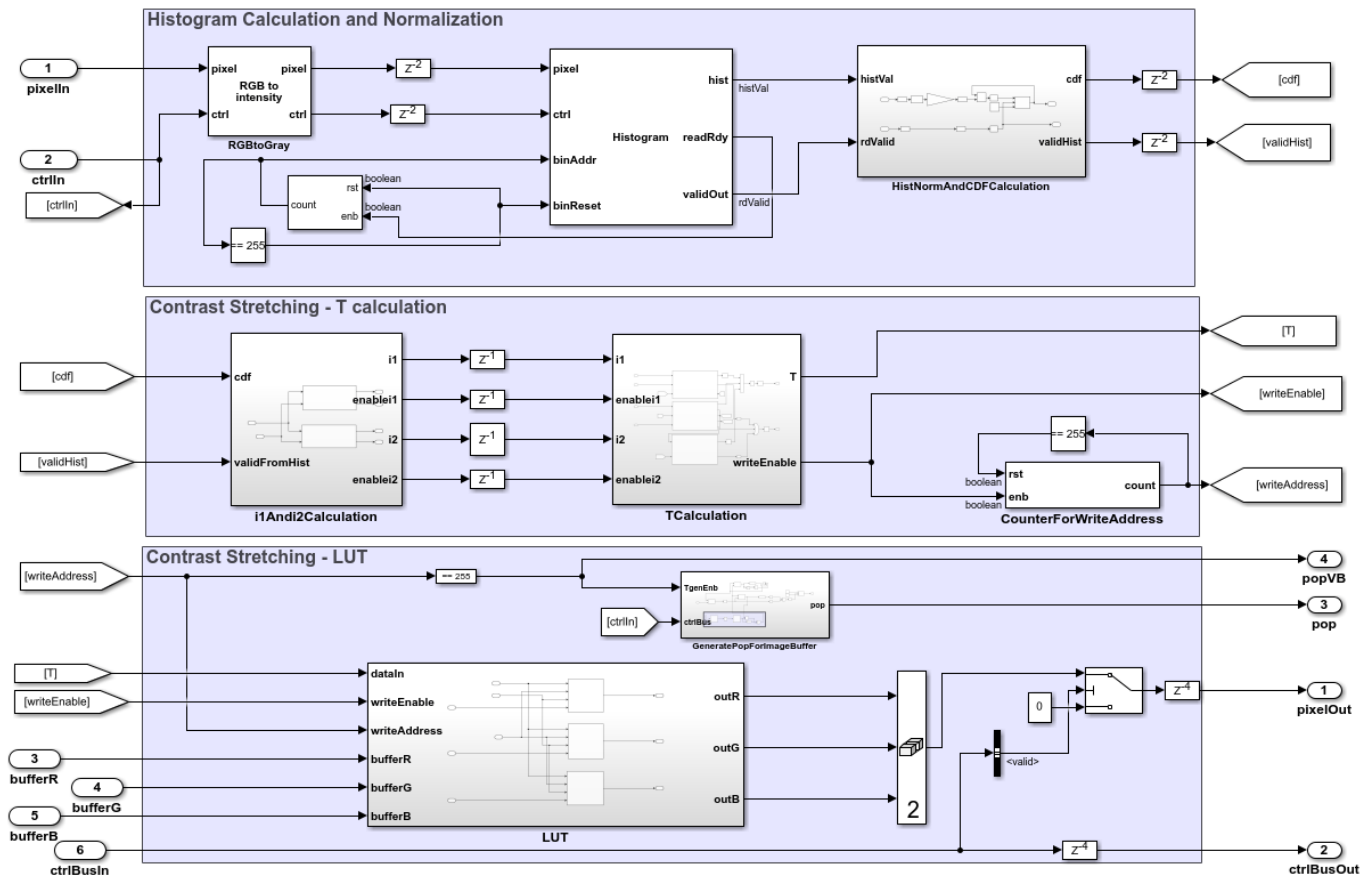 Histogram Calculation and Normalization
1
pixelIn
pixel
ctrl
RGB to
intensity
pixel
ctrl
RGBtoGray
Z-2
Z-2
2
ctrlIn
[ctrlIn]
count
rst
enb
boolean
boolean
== 255
pixel
ctrl
binAddr
binReset
Histogram
hist
readRdy
validOut
histVal
rdValid
histVal
rdValid
cdf
validHist
HistNormAndCDFCalculation
Z-2
Z-2
[cdf]
[validHist]
Contrast Stretching - T calculation
[cdf]
[validHist]
cdf
validFromHist
i1
enablei1
i2
enablei2
i1Andi2Calculation
Z-1
Z-1
Z-1
Z-1
i1
enablei1
i2
enablei2
T
writeEnable
TCalculation
== 255
boolean
boolean
rst
enb
count
CounterForWriteAddress
[T]
[writeEnable]
[writeAddress]
Contrast Stretching - LUT
[writeAddress]
== 255
[ctrlIn]
TgenEnb
ctrlBus
pop
GeneratePopForImageBuffer
4
popVB
3
pop
[T]
[writeEnable]
3
bufferR
4
bufferG
5
bufferB
6
ctrlBusIn
dataIn
writeEnable
writeAddress
bufferR
bufferG
bufferB
outR
outG
outB
LUT
2
0
<valid>
Z-4
1
pixelOut
Z-4
2
ctrlBusOut